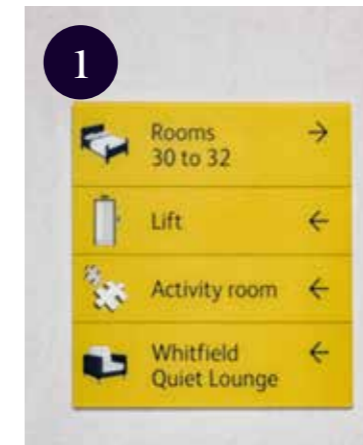 1
Rooms →
30 to 32
Lift ←
Activity room ←
Whitfield ←
Quiet Lounge